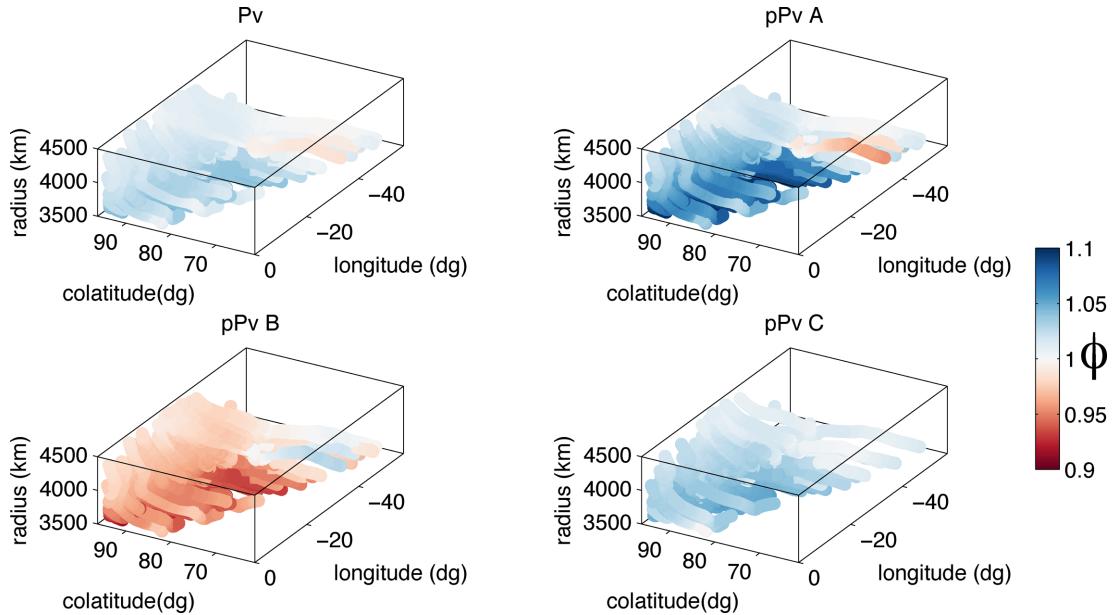 Pv
radius (km)
4500
4000
3500
90
80
70
0
−20
−40
colatitude(dg)
longitude (dg)
pPv A
radius (km)
4500
4000
3500
90
80
70
0
−20
−40
colatitude(dg)
longitude (dg)
pPv B
radius (km)
4500
4000
3500
90
80
70
0
−20
−40
colatitude(dg)
longitude (dg)
pPv C
radius (km)
4500
4000
3500
90
80
70
0
−20
−40
colatitude(dg)
longitude (dg)
1.1
1.05
1
0.95
0.9
ϕ